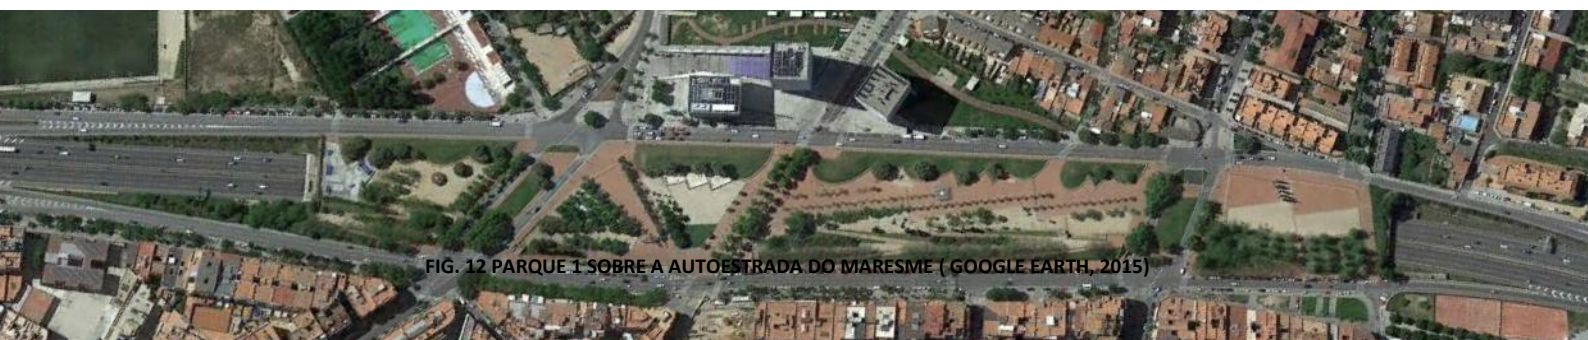 FIG. 12 PARQUE 1 SOBRE A AUTOESTRADA DO MARESME ( GOOGLE EARTH, 2015)